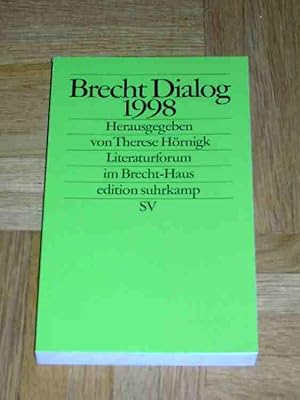 Brecht Dialog
1998
Herausgegeben
von Therese Hörnigk
Literaturforum
im Brecht-Haus
edition suhrkamp
SV